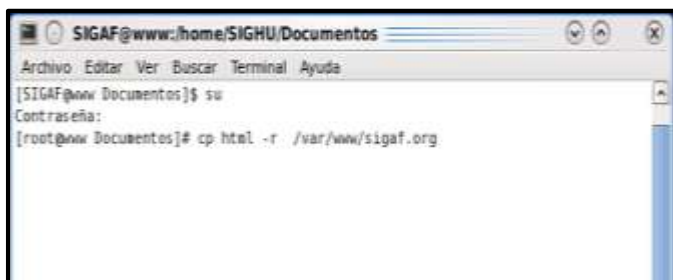 SIGAF@www:/home/SIGHU/Documentos
Archivo Editar Ver Buscar Terminal Ayuda
[SIGAF@www Documentos]$ su
Contraseña:
[root@www Documentos]# cp html -r  /var/www/sigaf.org